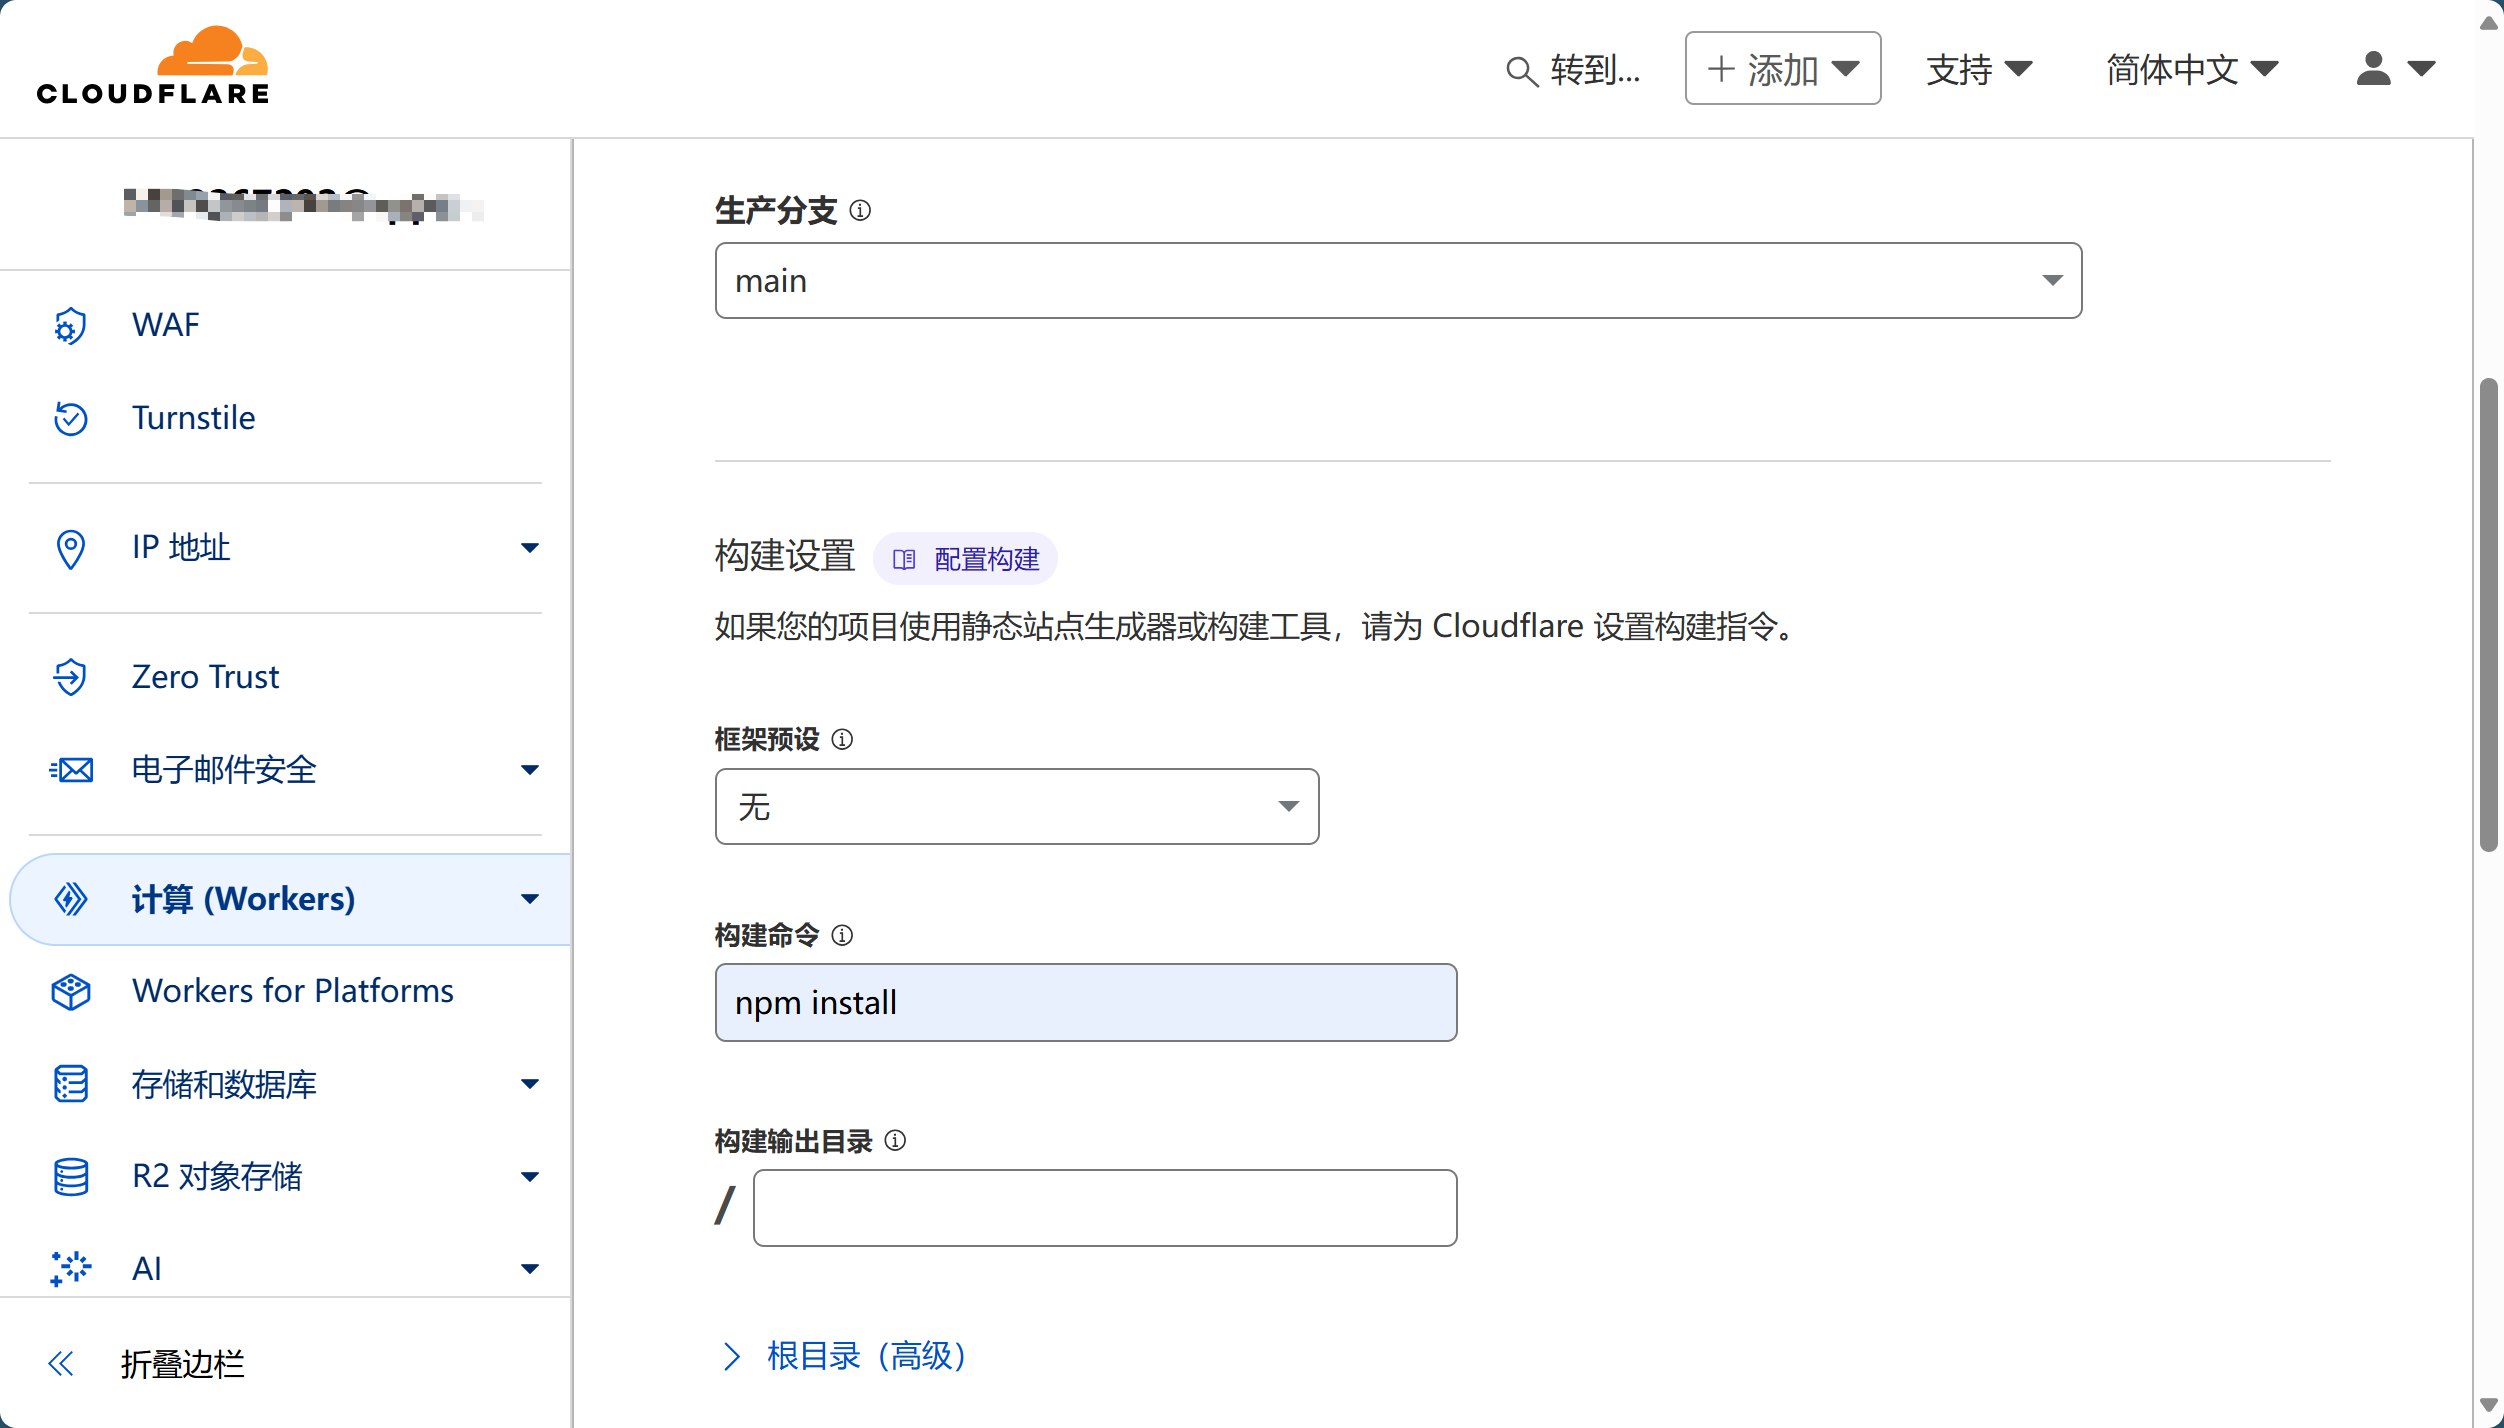 CLOUDFLARE
转到...
添加
支持
简体中文
WAF
Turnstile
IP 地址
Zero Trust
电子邮件安全
计算 (Workers)
Workers for Platforms
存储和数据库
R2 对象存储
AI
折叠边栏
生产分支
main
构建设置
配置构建
如果您的项目使用静态站点生成器或构建工具，请为 Cloudflare 设置构建指令。
框架预设
无
构建命令
npm install
构建输出目录
/
根目录（高级）